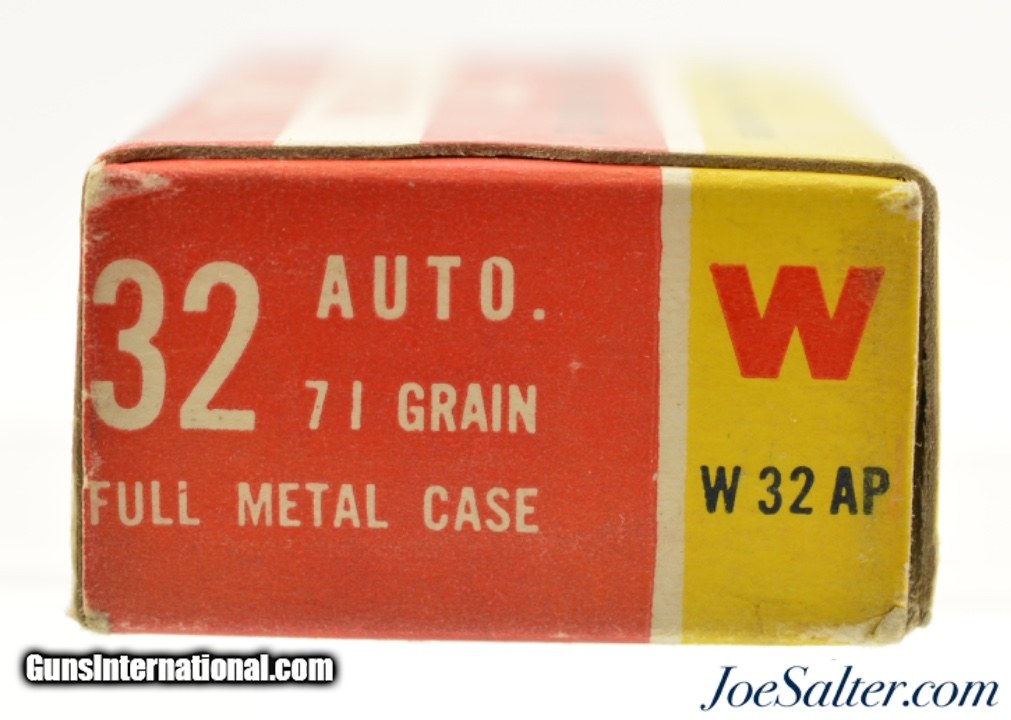 32 AUTO.
71 GRAIN
FULL METAL CASE
W
W 32 AP
GunsInternational.com
JoeSalter.com